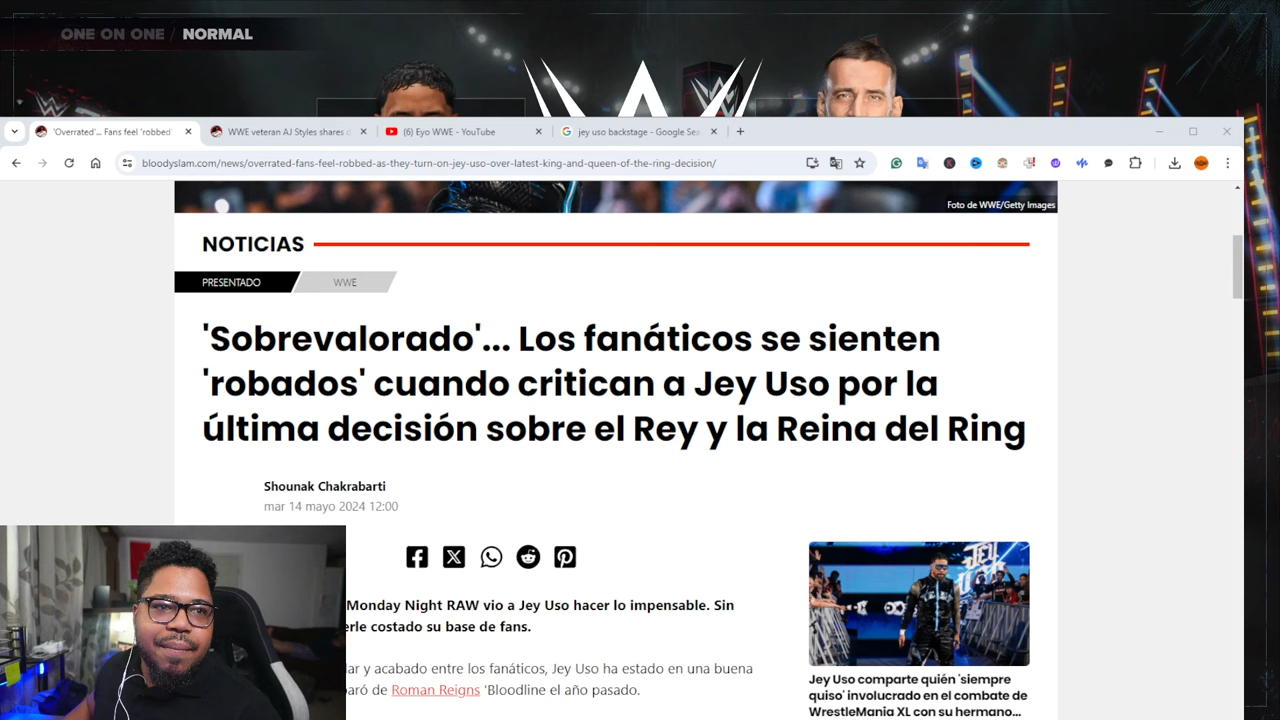 ONE ON ONE / NORMAL
'Overrated'... Fans feel 'robbed'
WWE veteran AJ Styles shares
(6) Eyo WWE - YouTube
jey uso backstage - Google Sea
bloodyslam.com/news/overrated-fans-feel-robbed-as-they-turn-on-jey-uso-over-latest-king-and-queen-of-the-ring-decision/
Foto de WWE/Getty Images
NOTICIAS
PRESENTADO
WWE
'Sobrevalorado'... Los fanáticos se sienten
'robados' cuando critican a Jey Uso por la
última decisión sobre el Rey y la Reina del Ring
Shounak Chakrabarti
mar 14 mayo 2024 12:00
Monday Night RAW vio a Jey Uso hacer lo impensable. Sin
erle costado su base de fans.
lar y acabado entre los fanáticos, Jey Uso ha estado en una buena
paró de Roman Reigns 'Bloodline el año pasado.
JEY USO
Jey Uso comparte quién 'siempre
quiso' involucrado en el combate de
WrestleMania XL con su hermano...